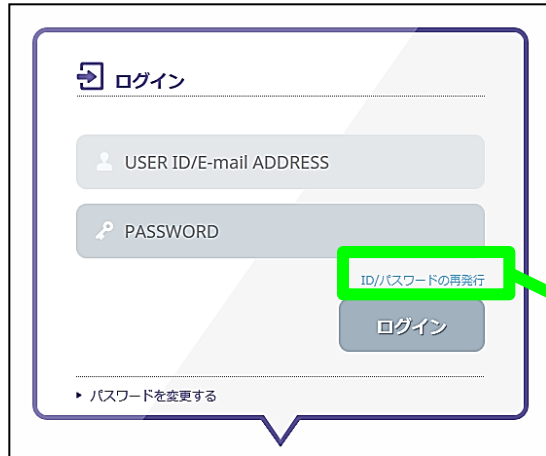 ログイン
USER ID/E-mail ADDRESS
PASSWORD
ID/パスワードの再発行
ログイン
パスワードを変更する